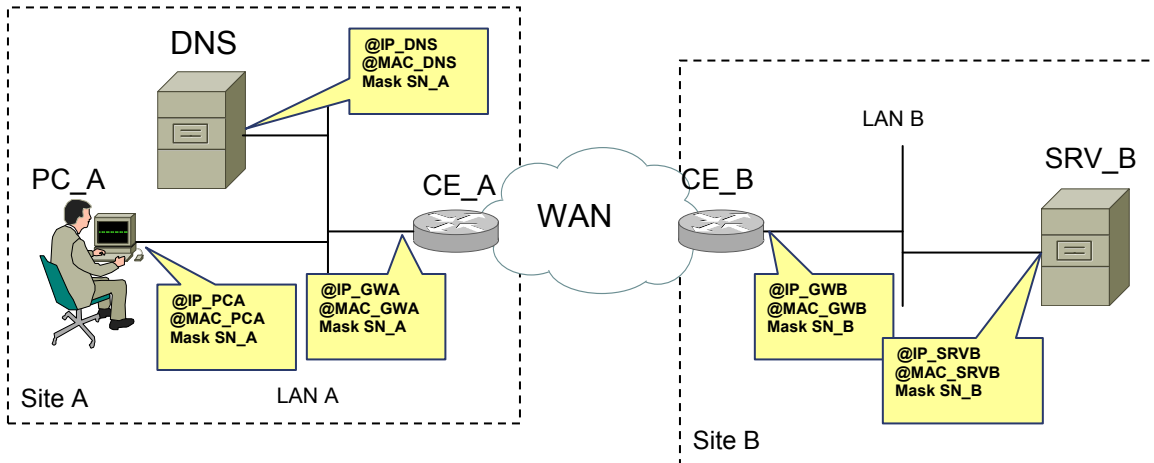 DNS
@IP_DNS
@MAC_DNS
Mask SN_A
PC_A
@IP_PCA
@MAC_PCA
Mask SN_A
CE_A
@IP_GWA
@MAC_GWA
Mask SN_A
LAN A
Site A
WAN
CE_B
@IP_GWB
@MAC_GWB
Mask SN_B
LAN B
SRV_B
@IP_SRVB
@MAC_SRVB
Mask SN_B
Site B